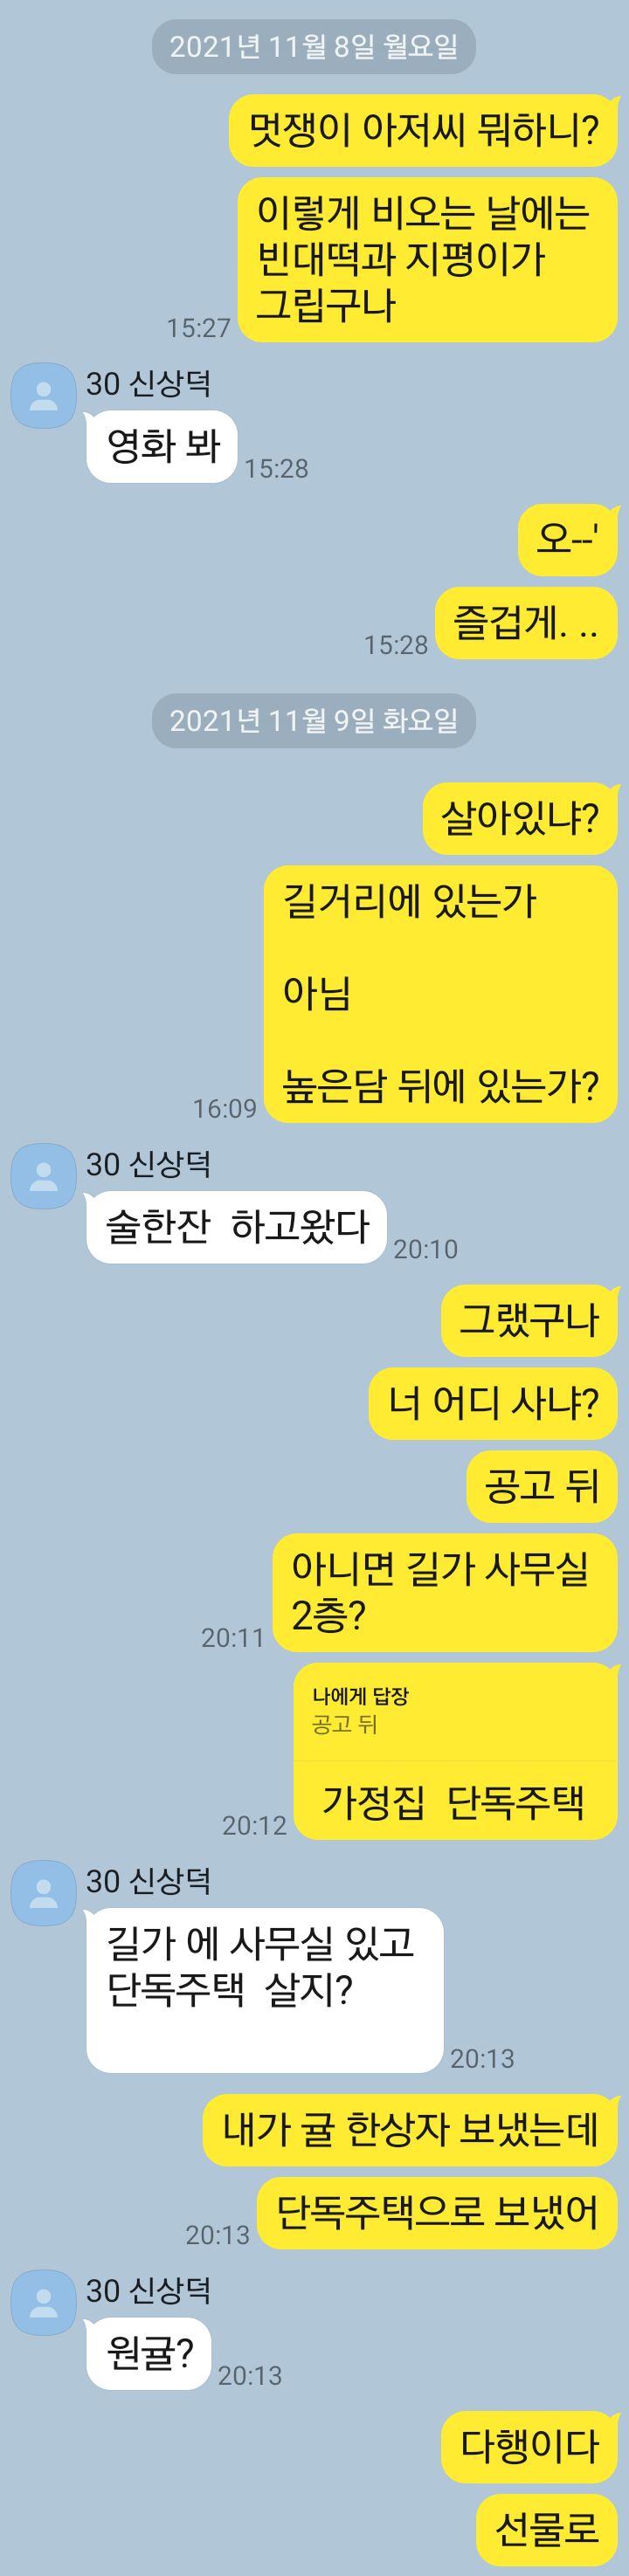 2021년 11월 8일 월요일
멋쟁이 아저씨 뭐하니?
이렇게 비오는 날에는
빈대떡과 지평이가
그립구나
15:27
30 신상덕
영화 봐
15:28
오--'
즐겁게. ..
15:28
2021년 11월 9일 화요일
살아있냐?
길거리에 있는가
아님
높은담 뒤에 있는가?
16:09
30 신상덕
술한잔  하고왔다
20:10
그랬구나
너 어디 사냐?
공고 뒤
아니면 길가 사무실
2층?
20:11
나에게 답장
공고 뒤
가정집  단독주택
20:12
30 신상덕
길가 에 사무실 있고
단독주택  살지?
20:13
내가 귤 한상자 보냈는데
단독주택으로 보냈어
20:13
30 신상덕
원귤?
20:13
다행이다
선물로